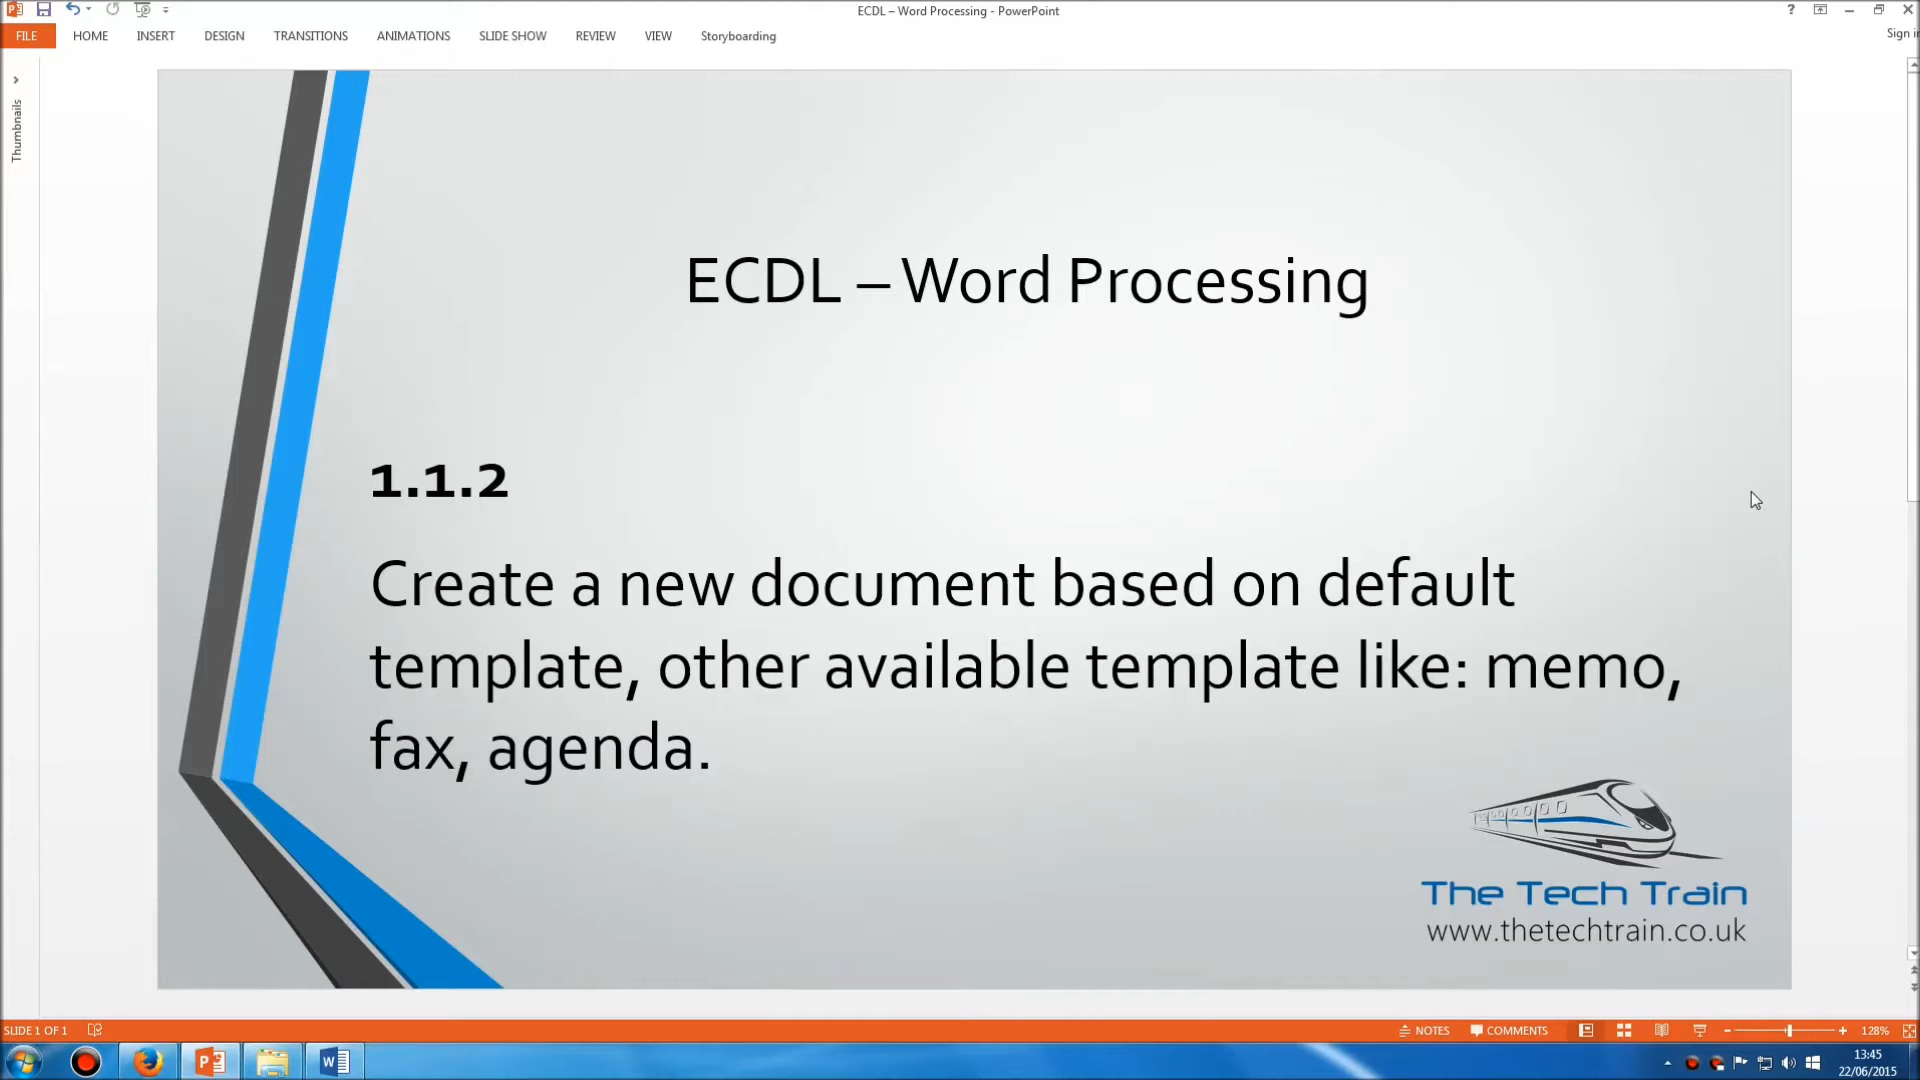 ECDL – Word Processing - PowerPoint
FILE HOME INSERT DESIGN TRANSITIONS ANIMATIONS SLIDE SHOW REVIEW VIEW Storyboarding
Sign in
Thumbnails
ECDL – Word Processing
1.1.2
Create a new document based on default
template, other available template like: memo,
fax, agenda.
The Tech Train
www.thetechtrain.co.uk
SLIDE 1 OF 1 NOTES COMMENTS 128%
13:45
22/06/2015